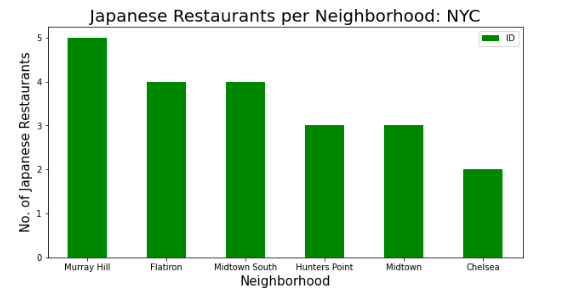 Japanese Restaurants per Neighborhood: NYC
ID
No. of Japanese Restaurants
5
4
3
2
1
0
Murray Hill Flatiron Midtown South Hunters Point Midtown Chelsea
Neighborhood